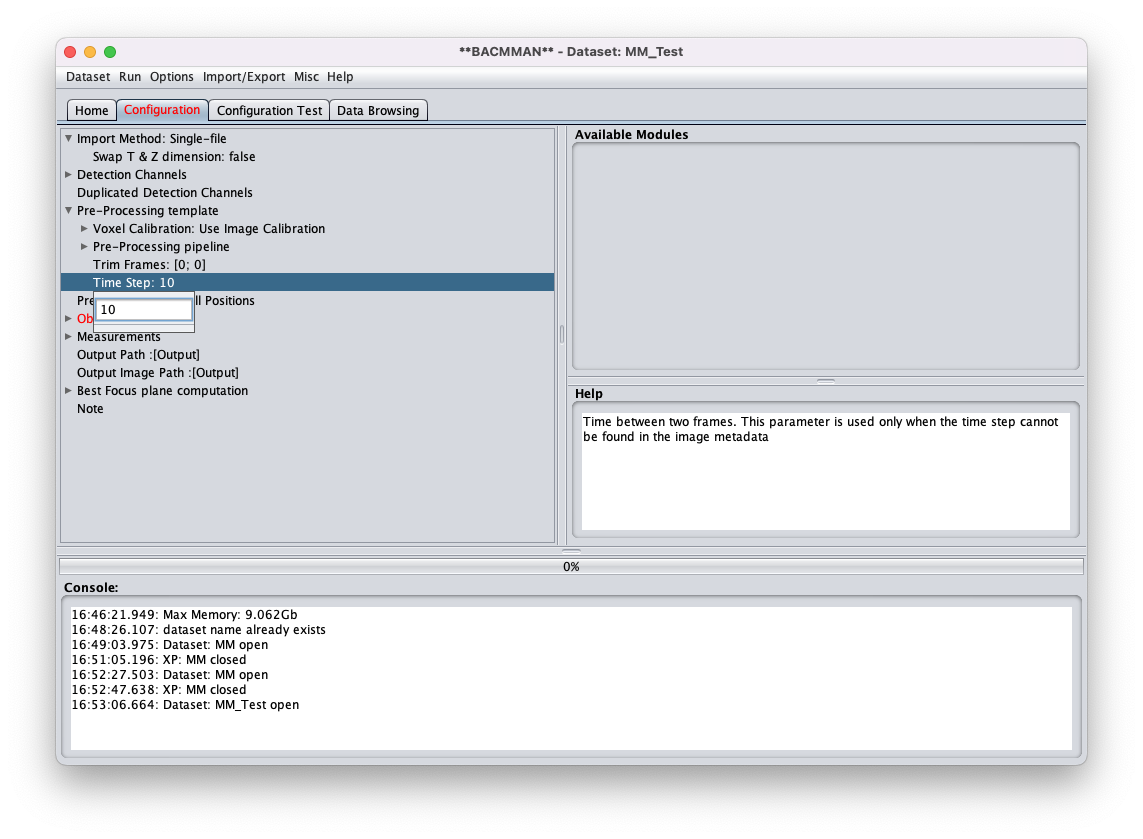 **BACMMAN** - Dataset: MM_Test
Dataset Run Options Import/Export Misc Help
Home Configuration Configuration Test Data Browsing
Import Method: Single-file
Swap T & Z dimension: false
Detection Channels
Duplicated Detection Channels
Pre-Processing template
Voxel Calibration: Use Image Calibration
Pre-Processing pipeline
Trim Frames: [0; 0]
Time Step: 10
Pre
ll Positions
10
Ob
Measurements
Output Path :[Output]
Output Image Path :[Output]
Best Focus plane computation
Note
Available Modules
Help
Time between two frames. This parameter is used only when the time step cannot
be found in the image metadata
0%
Console:
16:46:21.949: Max Memory: 9.062Gb
16:48:26.107: dataset name already exists
16:49:03.975: Dataset: MM open
16:51:05.196: XP: MM closed
16:52:27.503: Dataset: MM open
16:52:47.638: XP: MM closed
16:53:06.664: Dataset: MM_Test open